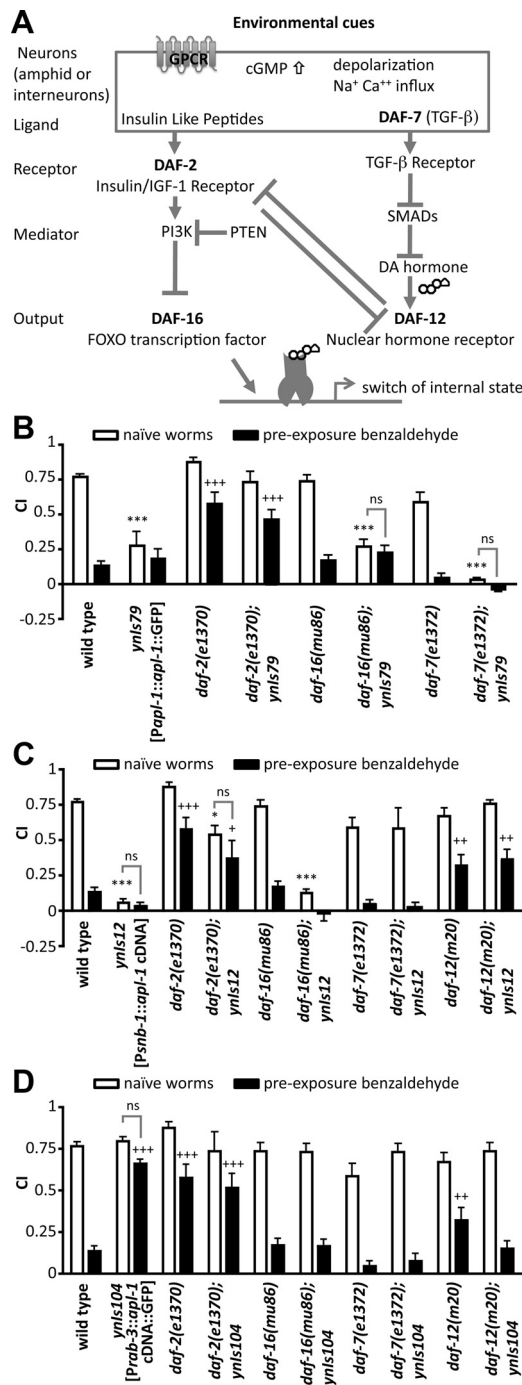 A
Environmental cues
Neurons
(amphid or
interneurons)
GPCR
cGMP ⇧
depolarization
Na⁺ Ca⁺⁺ influx
Ligand
Insulin Like Peptides
DAF-7 (TGF-β)
Receptor
DAF-2
Insulin/IGF-1 Receptor
TGF-β Receptor
SMADs
Mediator
PI3K
PTEN
DA hormone
Output
DAF-16
FOXO transcription factor
DAF-12
Nuclear hormone receptor
switch of internal state
B
naïve worms
pre-exposure benzaldehyde
CI
1
0.75
0.5
0.25
0
-0.25
***
+++
+++
***
ns
***
ns
wild type
ynIs79
[Papl-1::apl-1::GFP]
daf-2(e1370)
daf-2(e1370);
ynIs79
daf-16(mu86)
daf-16(mu86);
ynIs79
daf-7(e1372)
daf-7(e1372);
ynIs79
C
naïve worms
pre-exposure benzaldehyde
CI
1
0.75
0.5
0.25
0
-0.25
***
ns
+++
*
ns
+
***
++
++
wild type
ynIs12
[Psnb-1::apl-1 cDNA]
daf-2(e1370)
daf-2(e1370);
ynIs12
daf-16(mu86)
daf-16(mu86);
ynIs12
daf-7(e1372)
daf-7(e1372);
ynIs12
daf-12(m20)
daf-12(m20);
ynIs12
D
naïve worms
pre-exposure benzaldehyde
CI
1
0.75
0.5
0.25
0
ns
+++
+++
+++
++
wild type
ynIs104
[Prab-3::apl-1
cDNA::GFP]
daf-2(e1370)
daf-2(e1370);
ynIs104
daf-16(mu86)
daf-16(mu86);
ynIs104
daf-7(e1372)
daf-7(e1372);
ynIs104
daf-12(m20)
daf-12(m20);
ynIs104